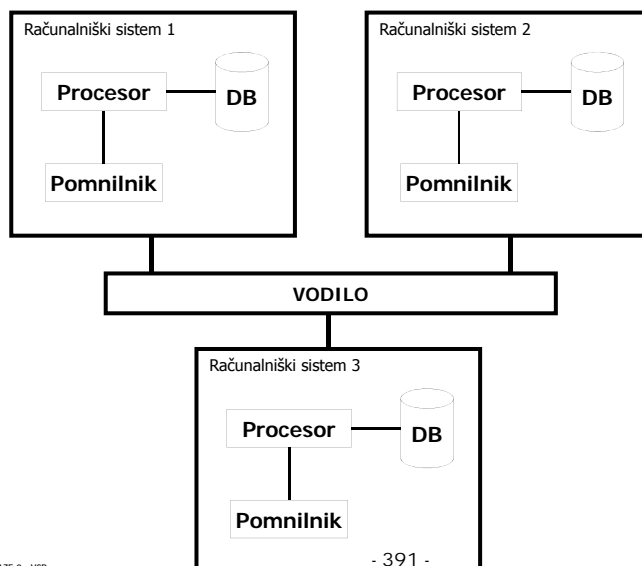 Računalniški sistem 1
Procesor
DB
Pomnilnik
Računalniški sistem 2
Procesor
DB
Pomnilnik
VODILO
Računalniški sistem 3
Procesor
DB
Pomnilnik
- 391 -